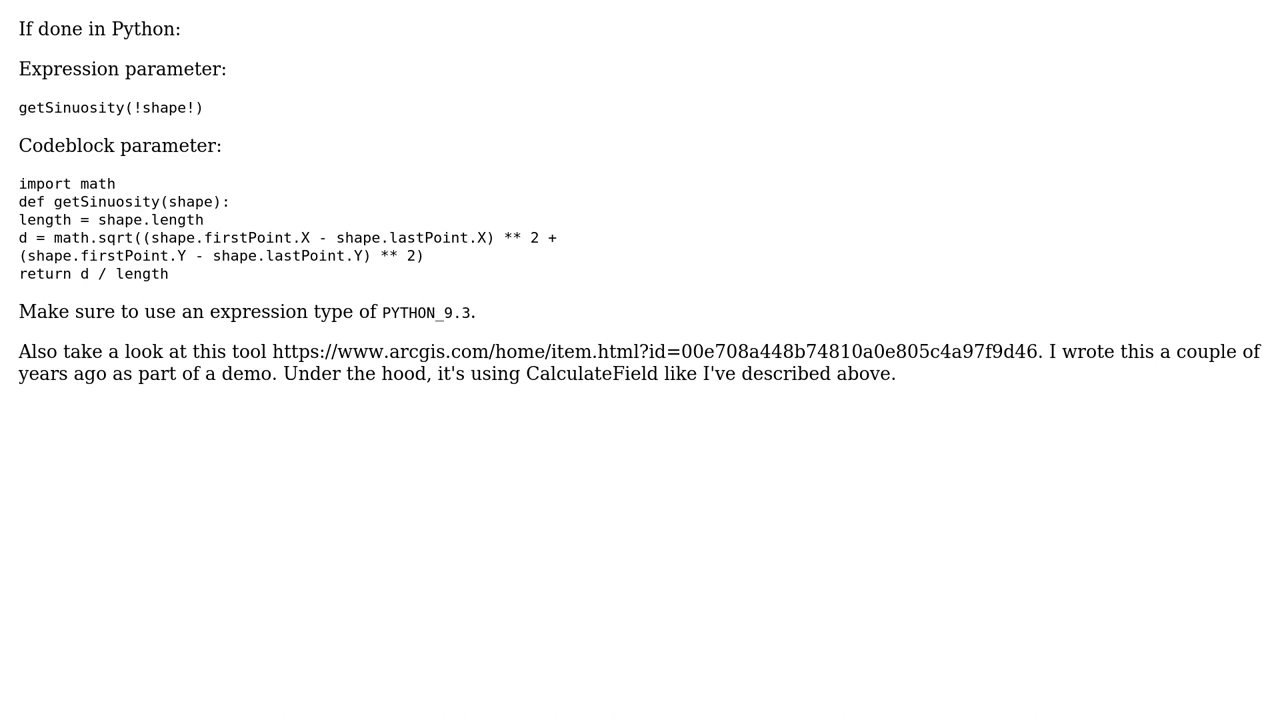 If done in Python:
Expression parameter:
getSinuosity(!shape!)
Codeblock parameter:
import math
def getSinuosity(shape):
length = shape.length
d = math.sqrt((shape.firstPoint.X - shape.lastPoint.X) ** 2 +
(shape.firstPoint.Y - shape.lastPoint.Y) ** 2)
return d / length
Make sure to use an expression type of PYTHON_9.3.
Also take a look at this tool https://www.arcgis.com/home/item.html?id=00e708a448b74810a0e805c4a97f9d46. I wrote this a couple of
years ago as part of a demo. Under the hood, it's using CalculateField like I've described above.